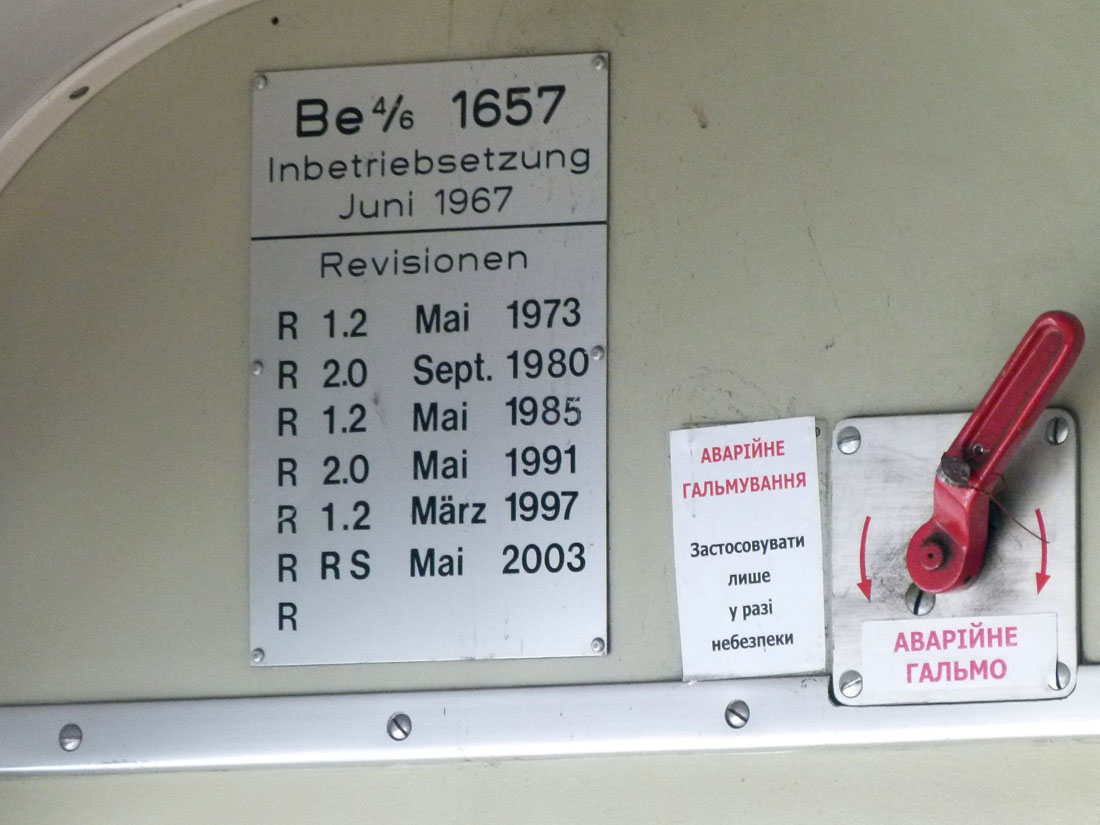 Be 4/6 1657
Inbetriebsetzung
Juni 1967
Revisionen
R 1.2 Mai 1973
R 2.0 Sept. 1980
R 1.2 Mai 1985
R 2.0 Mai 1991
R 1.2 März 1997
R RS Mai 2003
R
АВАРІЙНЕ
ГАЛЬМУВАННЯ
Застосовувати
лише
у разі
небезпеки
АВАРІЙНЕ
ГАЛЬМО